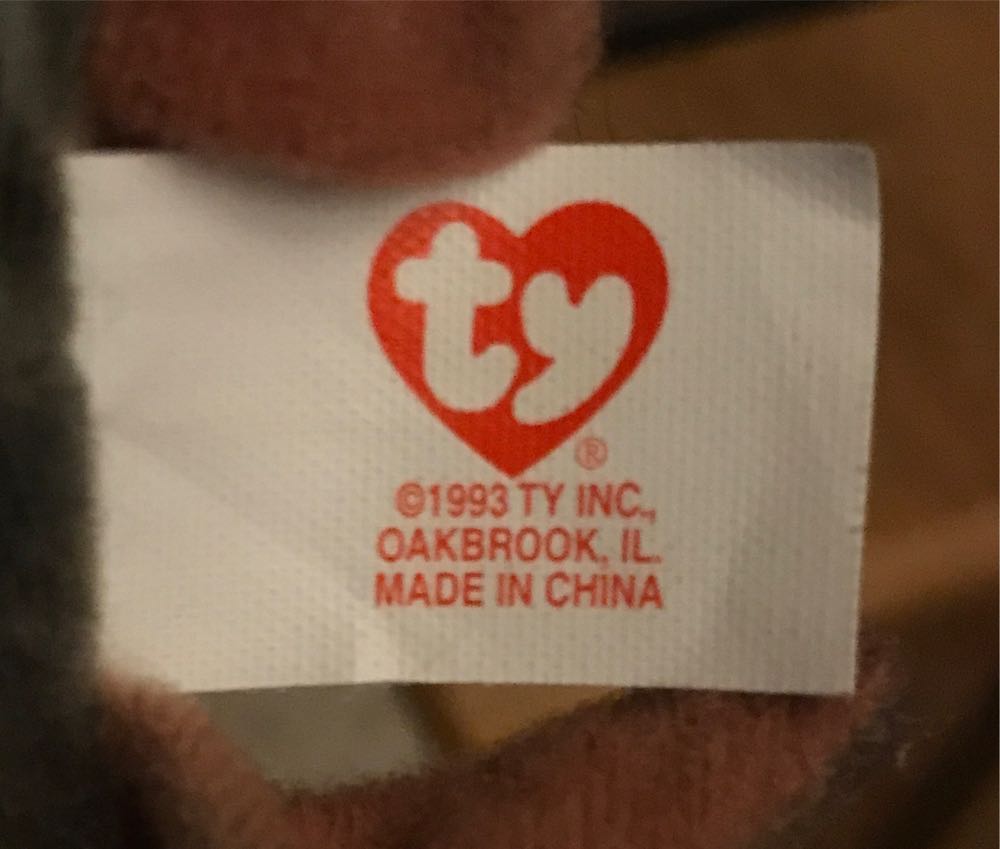 ty
®
©1993 TY INC.,
OAKBROOK, IL.
MADE IN CHINA